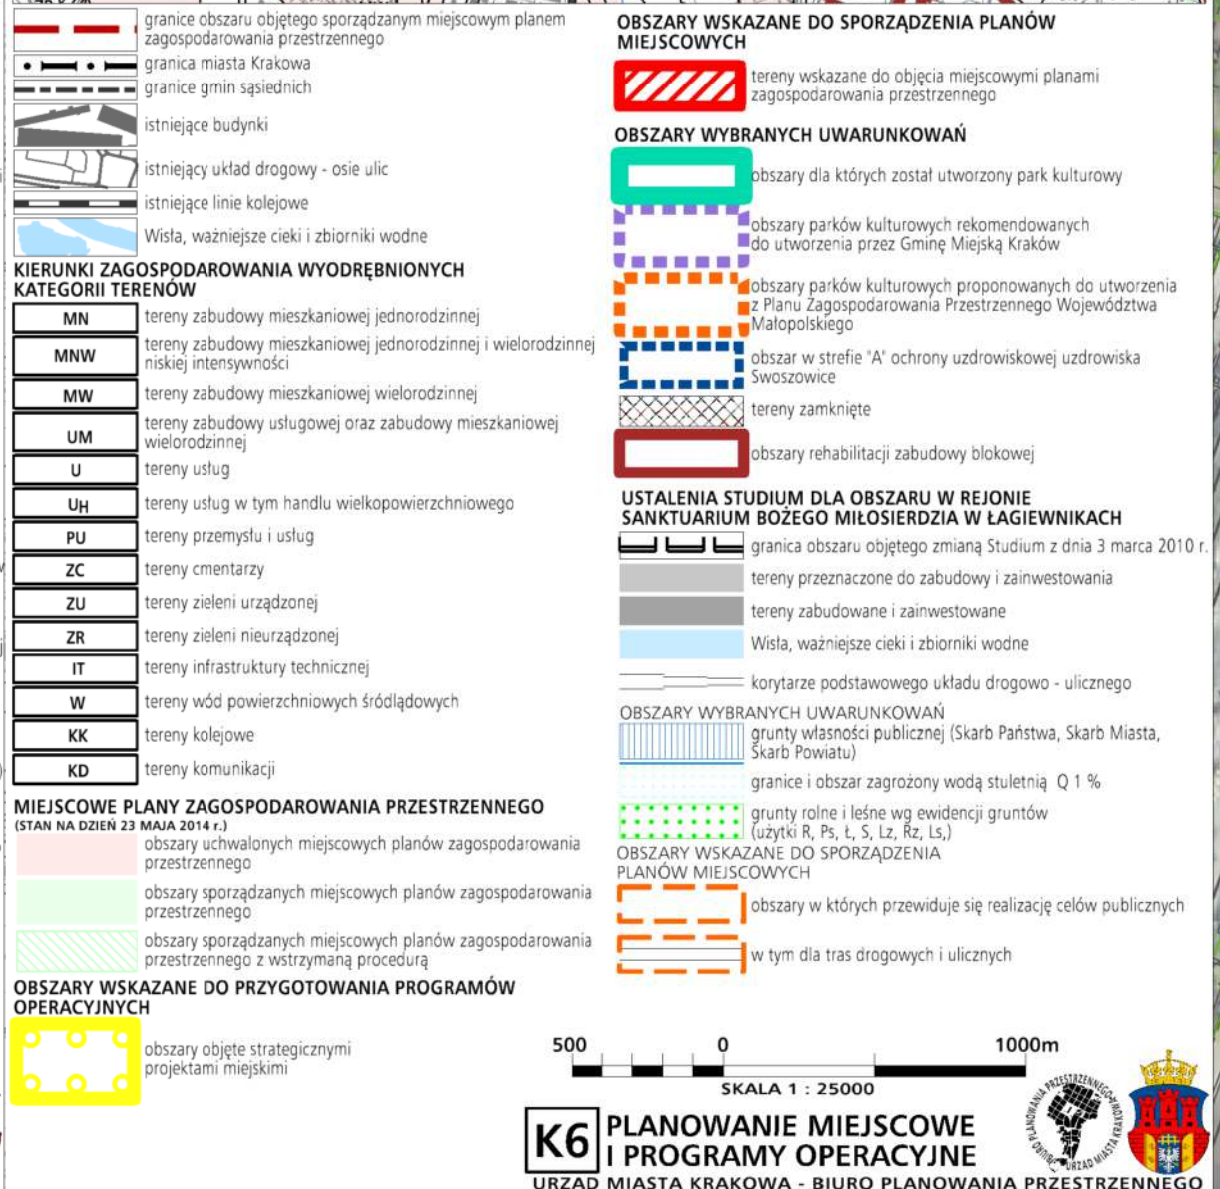 granice obszaru objętego sporządzanym miejscowym planem
zagospodarowania przestrzennego
granica miasta Krakowa
granice gmin sąsiednich
istniejące budynki
istniejący układ drogowy - osie ulic
istniejące linie kolejowe
Wisła, ważniejsze cieki i zbiorniki wodne
KIERUNKI ZAGOSPODAROWANIA WYODRĘBNIONYCH
KATEGORII TERENÓW
MN tereny zabudowy mieszkaniowej jednorodzinnej
MNW tereny zabudowy mieszkaniowej jednorodzinnej i wielorodzinnej
niskiej intensywności
MW tereny zabudowy mieszkaniowej wielorodzinnej
UM tereny zabudowy usługowej oraz zabudowy mieszkaniowej
wielorodzinnej
U tereny usług
UH tereny usług w tym handlu wielkopowierzchniowego
PU tereny przemysłu i usług
ZC tereny cmentarzy
ZU tereny zieleni urządzonej
ZR tereny zieleni nieurządzonej
IT tereny infrastruktury technicznej
W tereny wód powierzchniowych śródlądowych
KK tereny kolejowe
KD tereny komunikacji
MIEJSCOWE PLANY ZAGOSPODAROWANIA PRZESTRZENNEGO
(STAN NA DZIEŃ 23 MAJA 2014 r.)
obszary uchwalonych miejscowych planów zagospodarowania
przestrzennego
obszary sporządzanych miejscowych planów zagospodarowania
przestrzennego
obszary sporządzanych miejscowych planów zagospodarowania
przestrzennego z wstrzymaną procedurą
OBSZARY WSKAZANE DO PRZYGOTOWANIA PROGRAMÓW
OPERACYJNYCH
obszary objęte strategicznymi
projektami miejskimi
OBSZARY WSKAZANE DO SPORZĄDZENIA PLANÓW
MIEJSCOWYCH
tereny wskazane do objęcia miejscowymi planami
zagospodarowania przestrzennego
OBSZARY WYBRANYCH UWARUNKOWAŃ
obszary dla których został utworzony park kulturowy
obszary parków kulturowych rekomendowanych
do utworzenia przez Gminę Miejską Kraków
obszary parków kulturowych proponowanych do utworzenia
z Planu Zagospodarowania Przestrzennego Województwa
Małopolskiego
obszar w strefie "A" ochrony uzdrowiskowej uzdrowiska
Swoszowice
tereny zamknięte
obszary rehabilitacji zabudowy blokowej
USTALENIA STUDIUM DLA OBSZARU W REJONIE
SANKTUARIUM BOŻEGO MIŁOSIERDZIA W ŁAGIEWNIKACH
granica obszaru objętego zmianą Studium z dnia 3 marca 2010 r.
tereny przeznaczone do zabudowy i zainwestowania
tereny zabudowane i zainwestowane
Wisła, ważniejsze cieki i zbiorniki wodne
korytarze podstawowego układu drogowo - ulicznego
OBSZARY WYBRANYCH UWARUNKOWAŃ
grunty własności publicznej (Skarb Państwa, Skarb Miasta,
Skarb Powiatu)
granice i obszar zagrożony wodą stuletnią Q 1 %
grunty rolne i leśne wg ewidencji gruntów
(użytki R, Ps, Ł, S, Lz, Rz, Ls,)
OBSZARY WSKAZANE DO SPORZĄDZENIA
PLANÓW MIEJSCOWYCH
obszary w których przewiduje się realizację celów publicznych
w tym dla tras drogowych i ulicznych
500 0 1000m
SKALA 1 : 25000
K6 PLANOWANIE MIEJSCOWE
I PROGRAMY OPERACYJNE
BIURO PLANOWANIA PRZESTRZENNEGO
URZĄD MIASTA KRAKOWA
URZĄD MIASTA KRAKOWA - BIURO PLANOWANIA PRZESTRZENNEGO